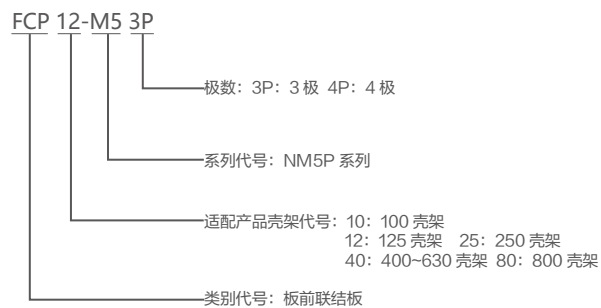 FCP 12-M5 3P
极数：3P：3 极 4P：4 极
系列代号：NM5P 系列
适配产品壳架代号：10：100 壳架
12：125 壳架 25：250 壳架
40：400~630 壳架 80：800 壳架
类别代号：板前联结板